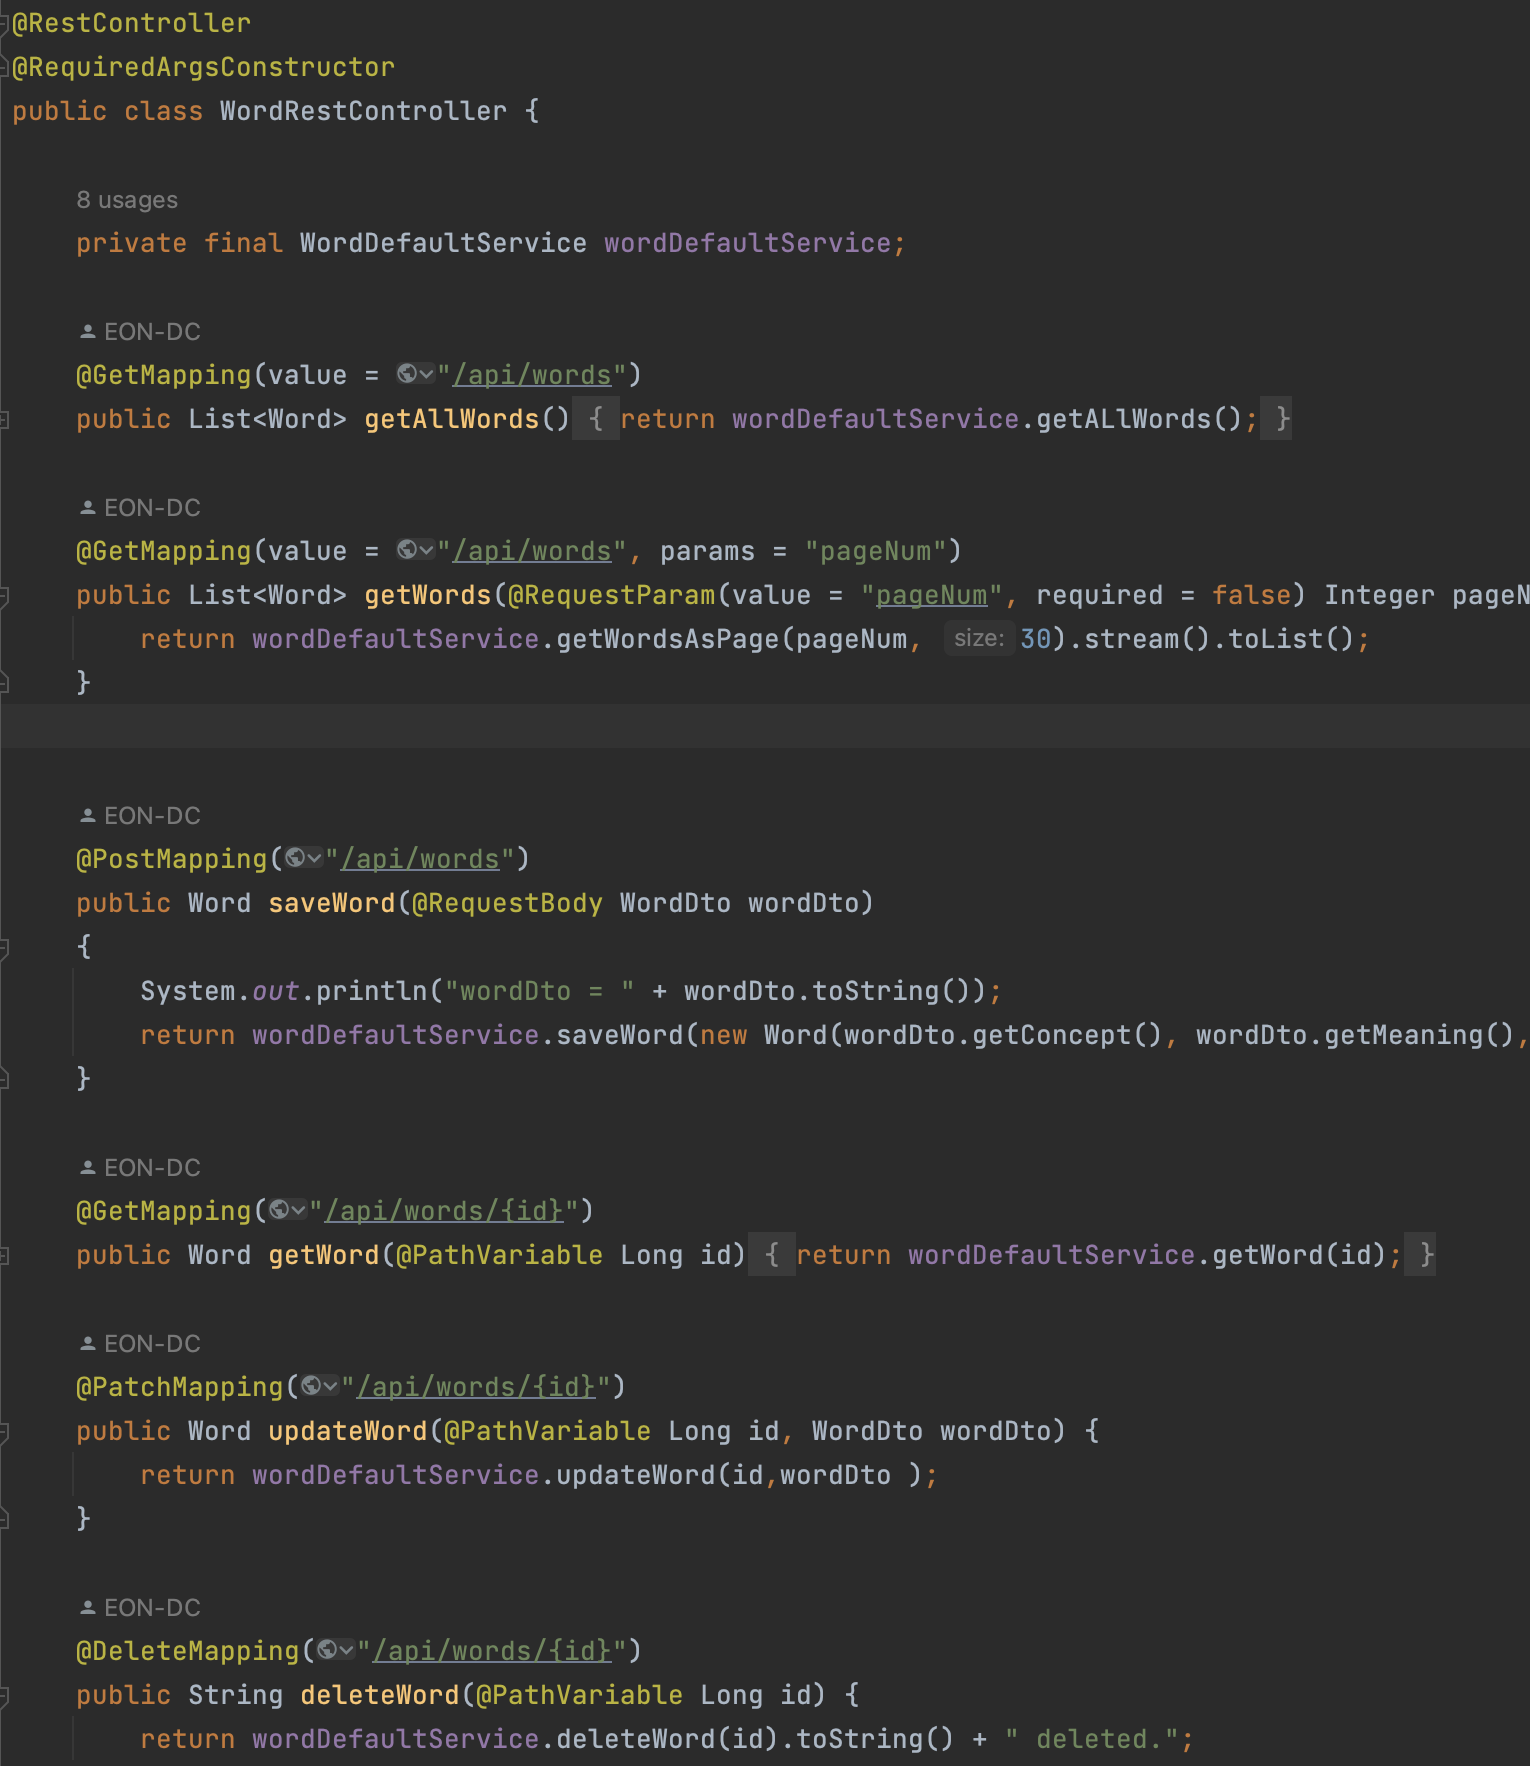 @RestController
@RequiredArgsConstructor
public class WordRestController {
8 usages
private final WordDefaultService wordDefaultService;
EON-DC
@GetMapping(value = "/api/words")
public List<Word> getAllWords() { return wordDefaultService.getALlWords(); }
EON-DC
@GetMapping(value = "/api/words", params = "pageNum")
public List<Word> getWords(@RequestParam(value = "pageNum", required = false) Integer pageN
return wordDefaultService.getWordsAsPage(pageNum, size: 30).stream().toList();
}
EON-DC
@PostMapping("/api/words")
public Word saveWord(@RequestBody WordDto wordDto)
{
System.out.println("wordDto = " + wordDto.toString());
return wordDefaultService.saveWord(new Word(wordDto.getConcept(), wordDto.getMeaning(),
}
EON-DC
@GetMapping("/api/words/{id}")
public Word getWord(@PathVariable Long id) { return wordDefaultService.getWord(id); }
EON-DC
@PatchMapping("/api/words/{id}")
public Word updateWord(@PathVariable Long id, WordDto wordDto) {
return wordDefaultService.updateWord(id,wordDto );
}
EON-DC
@DeleteMapping("/api/words/{id}")
public String deleteWord(@PathVariable Long id) {
return wordDefaultService.deleteWord(id).toString() + " deleted.";